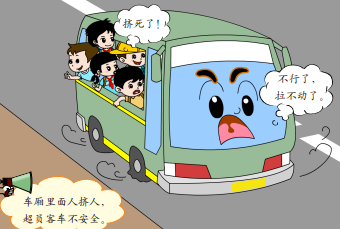 挤死了！
不行了，
拉不动了。
车厢里面人挤人，
超员客车不安全。